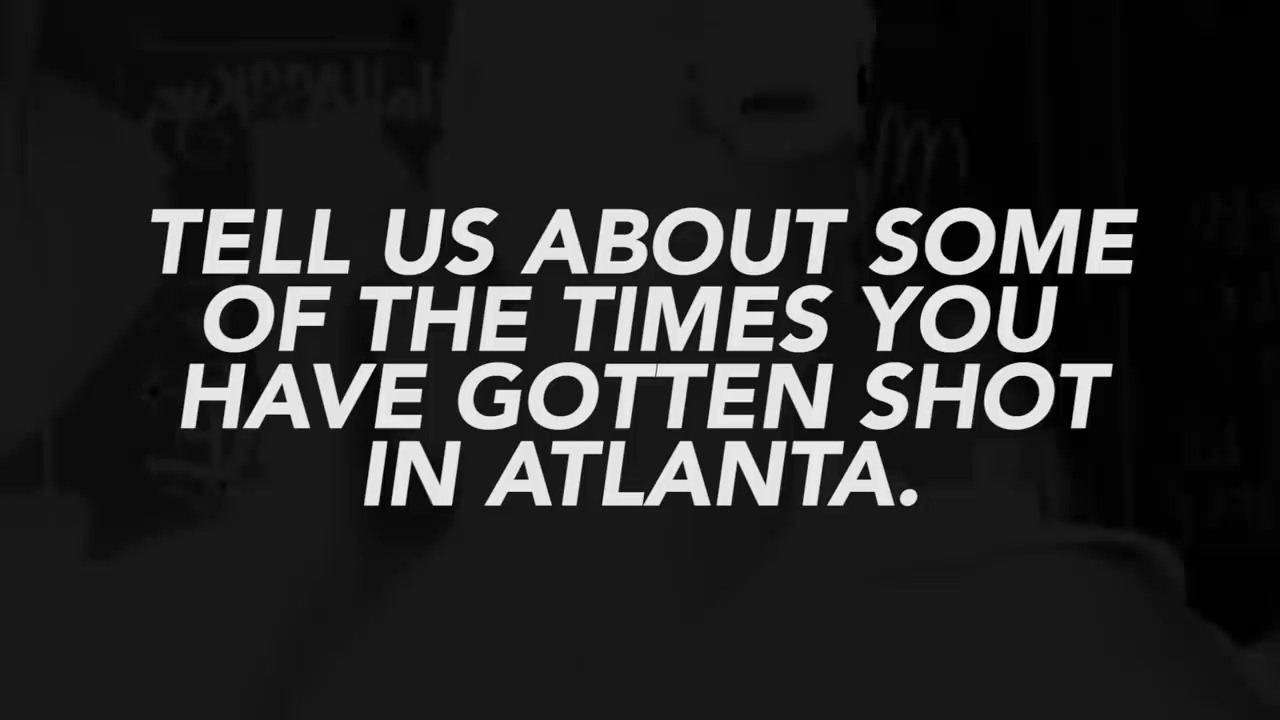 TELL US ABOUT SOME
OF THE TIMES YOU
HAVE GOTTEN SHOT
IN ATLANTA.